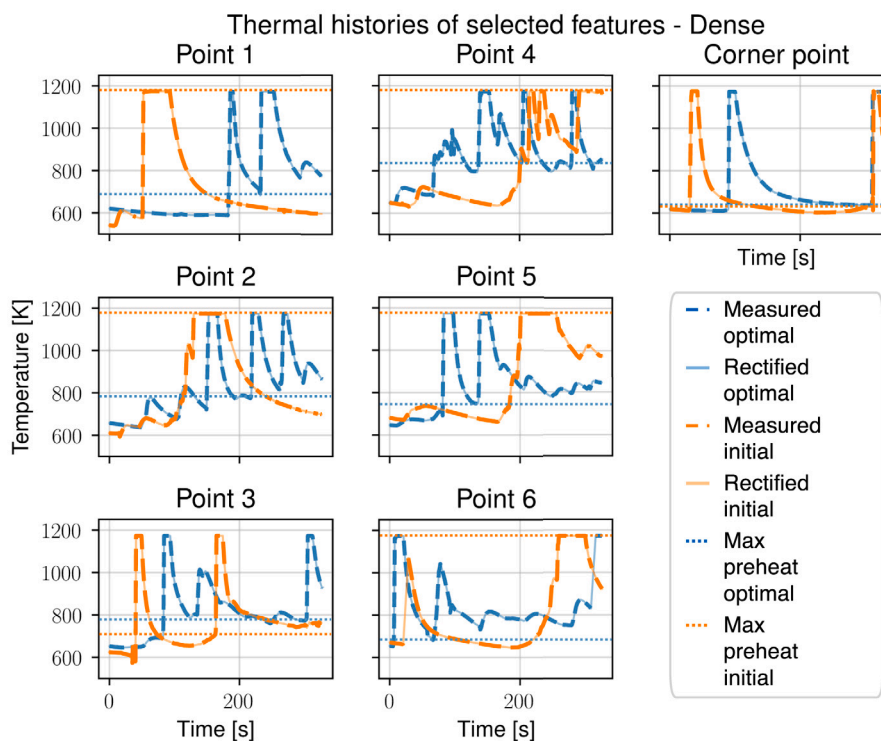 Thermal histories of selected features - Dense
Point 1
Point 4
Corner point
1200
1000
800
600
Time [s]
Point 2
Point 5
1200
1000
800
600
Temperature [K]
Measured
optimal
Rectified
optimal
Measured
initial
Rectified
initial
Max
preheat
optimal
Max
preheat
initial
Point 3
Point 6
1200
1000
800
600
0
200
0
200
Time [s]
Time [s]